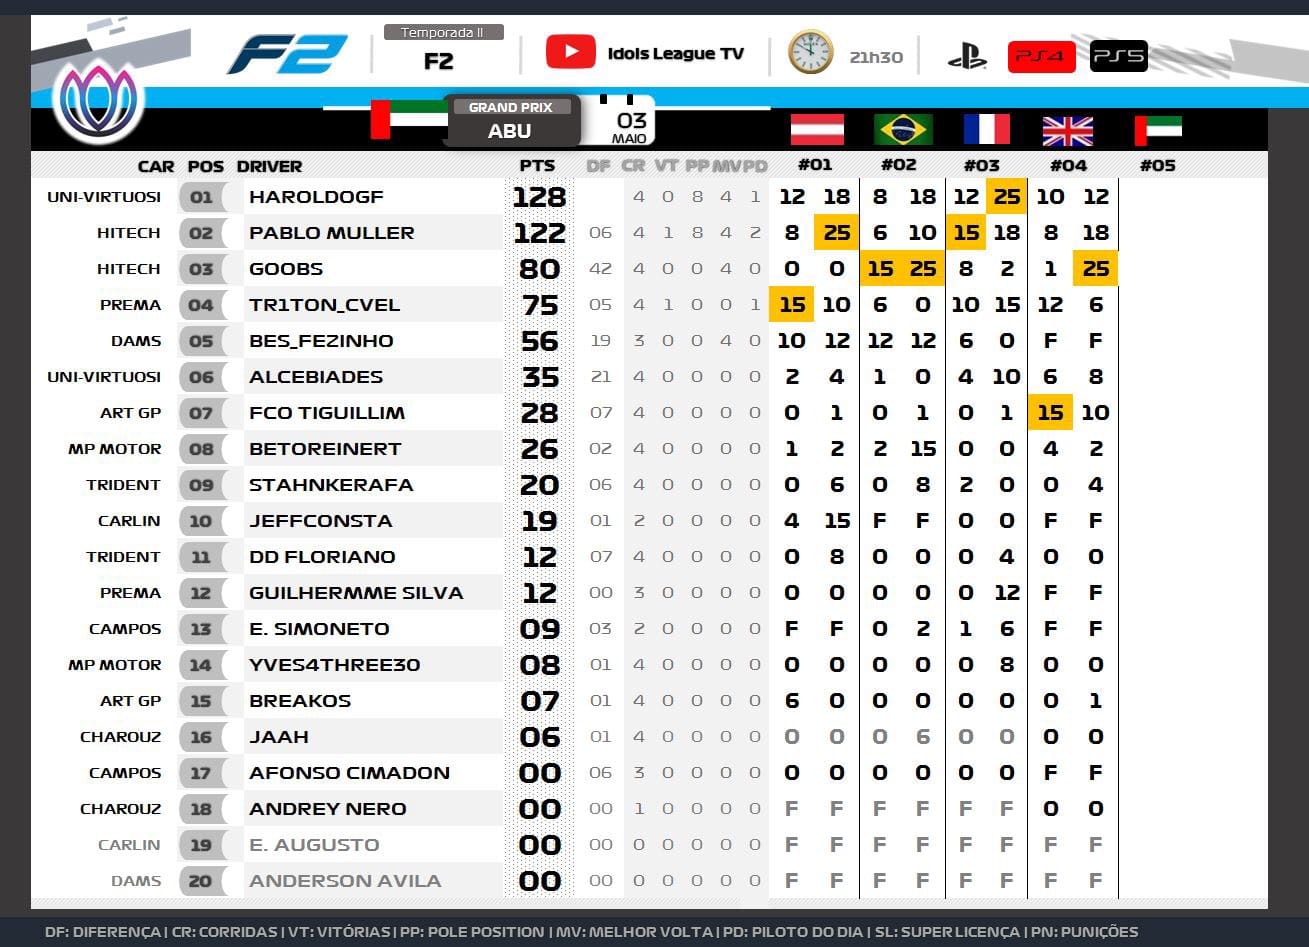 F2
Temporada II
F2
Idols League TV
21h30
PS4
PS5
GRAND PRIX
ABU
03
MAIO
CAR POS DRIVER PTS DF CR VT PP MV PD #01 #02 #03 #04 #05
UNI-VIRTUOSI 01 HAROLDOGF 128 4 0 8 4 1 12 18 8 18 12 25 10 12
HITECH 02 PABLO MULLER 122 06 4 1 8 4 2 8 25 6 10 15 18 8 18
HITECH 03 GOOBS 80 42 4 0 0 4 0 0 0 15 25 8 2 1 25
PREMA 04 TR1TON_CVEL 75 05 4 1 0 0 1 15 10 6 0 10 15 12 6
DAMS 05 BES_FEZINHO 56 19 3 0 0 4 0 10 12 12 12 6 0 F F
UNI-VIRTUOSI 06 ALCEBIADES 35 21 4 0 0 0 0 2 4 1 0 4 10 6 8
ART GP 07 FCO TIGUILLIM 28 07 4 0 0 0 0 0 1 0 1 0 1 15 10
MP MOTOR 08 BETOREINERT 26 02 4 0 0 0 0 1 2 2 15 0 0 4 2
TRIDENT 09 STAHNKERAFA 20 06 4 0 0 0 0 0 6 0 8 2 0 0 4
CARLIN 10 JEFFCONSTA 19 01 2 0 0 0 0 4 15 F F 0 0 F F
TRIDENT 11 DD FLORIANO 12 07 4 0 0 0 0 0 8 0 0 0 4 0 0
PREMA 12 GUILHERMME SILVA 12 00 3 0 0 0 0 0 0 0 0 0 12 F F
CAMPOS 13 E. SIMONETO 09 03 2 0 0 0 0 F F 0 2 1 6 F F
MP MOTOR 14 YVES4THREE30 08 01 4 0 0 0 0 0 0 0 0 0 8 0 0
ART GP 15 BREAKOS 07 01 4 0 0 0 0 6 0 0 0 0 0 0 1
CHAROUZ 16 JAAH 06 01 4 0 0 0 0 0 0 0 6 0 0 0 0
CAMPOS 17 AFONSO CIMADON 00 06 3 0 0 0 0 0 0 0 0 0 0 F F
CHAROUZ 18 ANDREY NERO 00 00 1 0 0 0 0 F F F F F F 0 0
CARLIN 19 E. AUGUSTO 00 00 0 0 0 0 0 F F F F F F F F
DAMS 20 ANDERSON AVILA 00 00 0 0 0 0 0 F F F F F F F F
DF: DIFERENÇA | CR: CORRIDAS | VT: VITÓRIAS | PP: POLE POSITION | MV: MELHOR VOLTA | PD: PILOTO DO DIA | SL: SUPER LICENÇA | PN: PUNIÇÕES